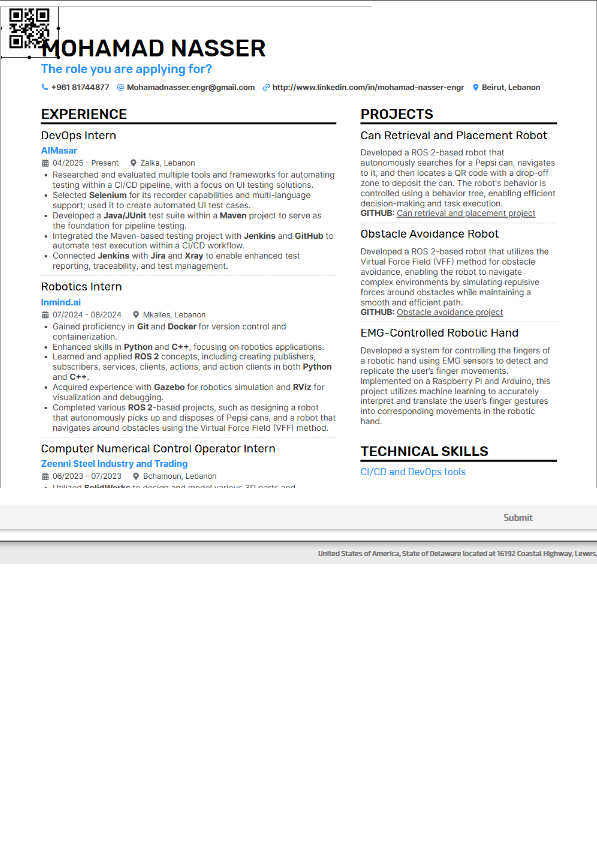 MOHAMAD NASSER
The role you are applying for?
+961 81744877 Mohamadnasser.engr@gmail.com http://www.linkedin.com/in/mohamad-nasser-engr Beirut, Lebanon
EXPERIENCE
DevOps Intern
AlMasar
04/2025 - Present Zalka, Lebanon
• Researched and evaluated multiple tools and frameworks for automating
testing within a CI/CD pipeline, with a focus on UI testing solutions.
• Selected Selenium for its recorder capabilities and multi-language
support; used it to create automated UI test cases.
• Developed a Java/JUnit test suite within a Maven project to serve as
the foundation for pipeline testing.
• Integrated the Maven-based testing project with Jenkins and GitHub to
automate test execution within a CI/CD workflow.
• Connected Jenkins with Jira and Xray to enable enhanced test
reporting, traceability, and test management.
Robotics Intern
Inmind.ai
07/2024 - 08/2024 Mkalles, Lebanon
• Gained proficiency in Git and Docker for version control and
containerization.
• Enhanced skills in Python and C++, focusing on robotics applications.
• Learned and applied ROS 2 concepts, including creating publishers,
subscribers, services, clients, actions, and action clients in both Python
and C++.
• Acquired experience with Gazebo for robotics simulation and RViz for
visualization and debugging.
• Completed various ROS 2-based projects, such as designing a robot
that autonomously picks up and disposes of Pepsi cans, and a robot that
navigates around obstacles using the Virtual Force Field (VFF) method.
Computer Numerical Control Operator Intern
Zeenni Steel Industry and Trading
06/2023 - 07/2023 Bchamoun, Lebanon
• Utilized SolidWorks to design and model various 3D parts and
PROJECTS
Can Retrieval and Placement Robot
Developed a ROS 2-based robot that
autonomously searches for a Pepsi can, navigates
to it, and then locates a QR code with a drop-off
zone to deposit the can. The robot's behavior is
controlled using a behavior tree, enabling efficient
decision-making and task execution.
GITHUB: Can retrieval and placement project
Obstacle Avoidance Robot
Developed a ROS 2-based robot that utilizes the
Virtual Force Field (VFF) method for obstacle
avoidance, enabling the robot to navigate
complex environments by simulating repulsive
forces around obstacles while maintaining a
smooth and efficient path.
GITHUB: Obstacle avoidance project
EMG-Controlled Robotic Hand
Developed a system for controlling the fingers of
a robotic hand using EMG sensors to detect and
replicate the user's finger movements.
Implemented on a Raspberry Pi and Arduino, this
project utilizes machine learning to accurately
interpret and translate the user's finger gestures
into corresponding movements in the robotic
hand.
TECHNICAL SKILLS
CI/CD and DevOps tools
Submit
United States of America, State of Delaware located at 16192 Coastal Highway, Lewes,